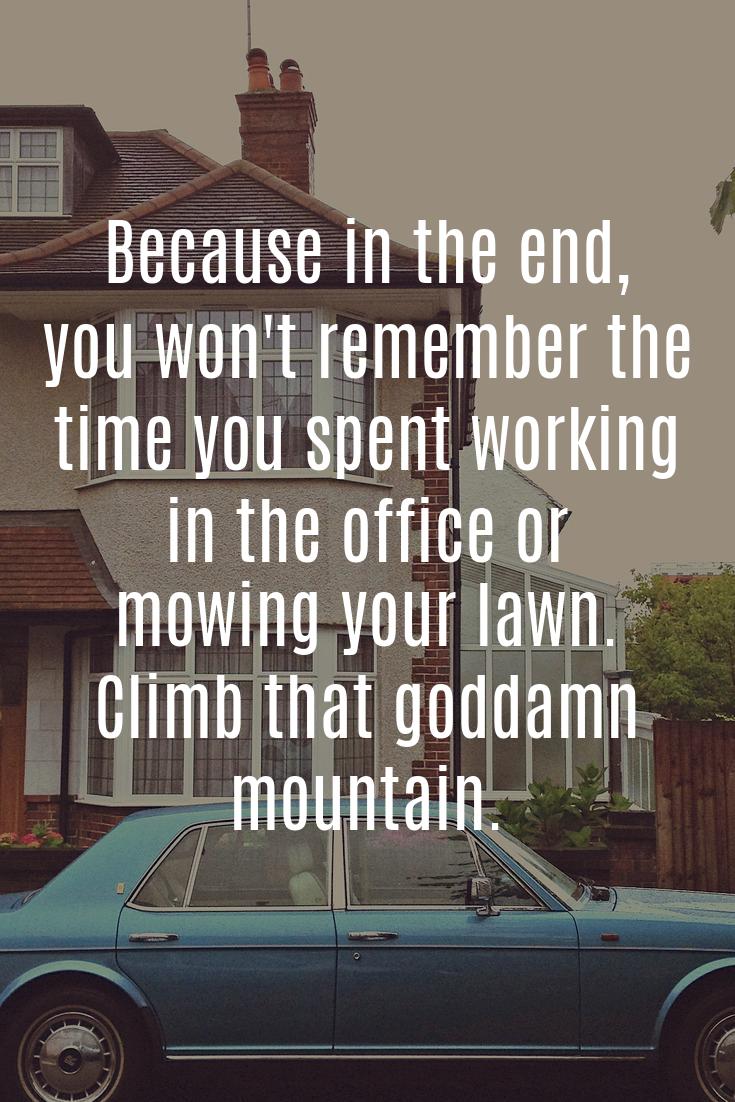 Because in the end,
you won't remember the
time you spent working
in the office or
mowing your lawn.
Climb that goddamn
mountain.